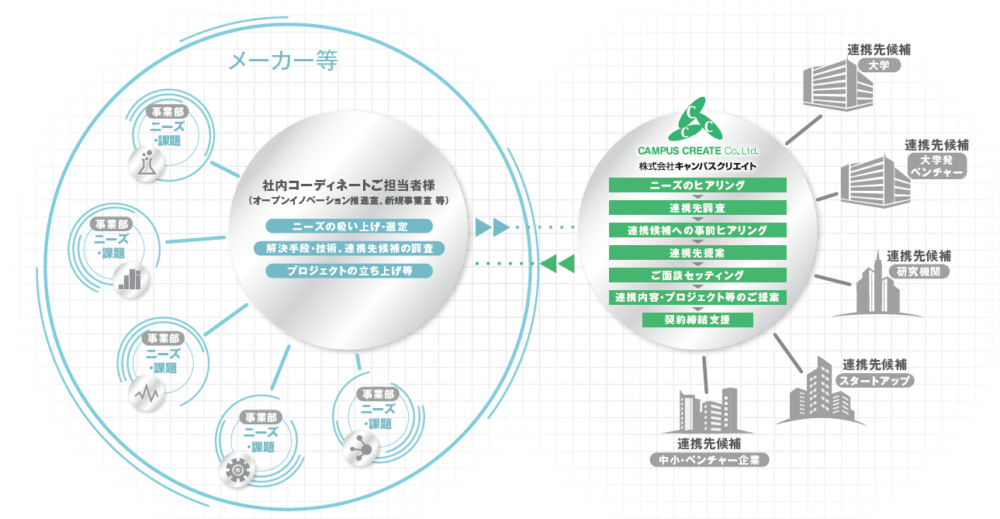 メーカー等
事業部
ニーズ
・課題
事業部
ニーズ
・課題
事業部
ニーズ
・課題
事業部
ニーズ
・課題
事業部
ニーズ
・課題
社内コーディネートご担当者様
（オープンイノベーション推進室、新規事業室 等）
ニーズの吸い上げ・選定
解決手段・技術、連携先候補の調査
プロジェクトの立ち上げ等
C
C
C
CAMPUS CREATE Co.,Ltd.
株式会社キャンパスクリエイト
ニーズのヒアリング
連携先調査
連携候補への事前ヒアリング
連携先提案
ご面談セッティング
連携内容・プロジェクト等のご提案
契約締結支援
連携先候補
大学
連携先候補
大学発
ベンチャー
連携先候補
研究機関
連携先候補
スタートアップ
連携先候補
中小・ベンチャー企業